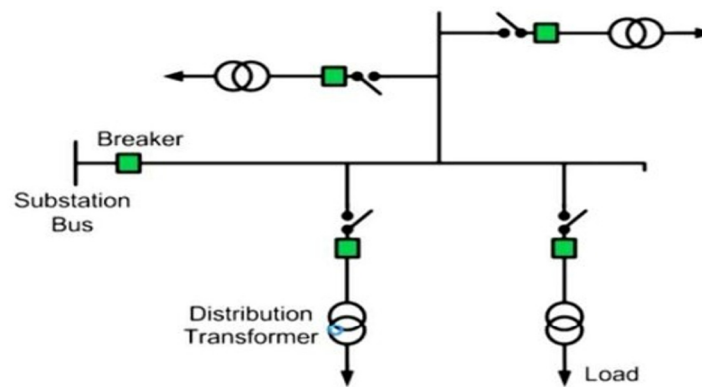 Breaker
Substation
Bus
Distribution
Transformer
Load